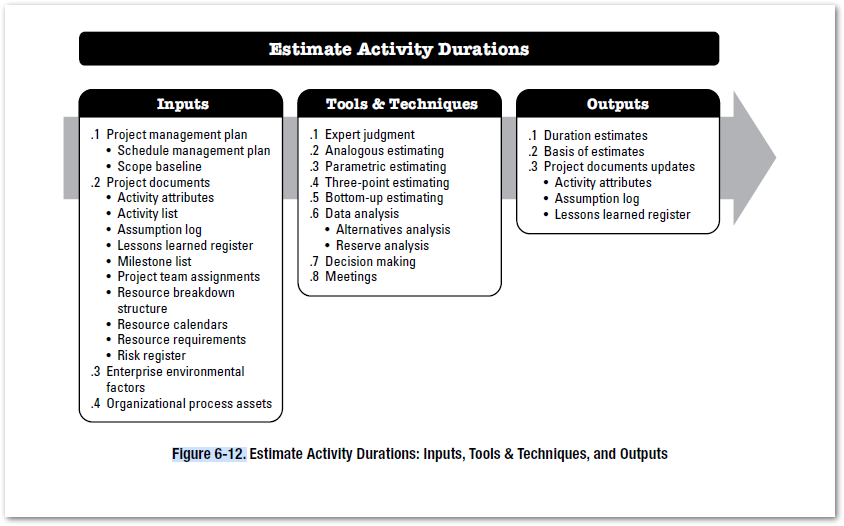 Estimate Activity Durations
Inputs
.1 Project management plan
• Schedule management plan
• Scope baseline
.2 Project documents
• Activity attributes
• Activity list
• Assumption log
• Lessons learned register
• Milestone list
• Project team assignments
• Resource breakdown
structure
• Resource calendars
• Resource requirements
• Risk register
.3 Enterprise environmental
factors
.4 Organizational process assets
Tools & Techniques
.1 Expert judgment
.2 Analogous estimating
.3 Parametric estimating
.4 Three-point estimating
.5 Bottom-up estimating
.6 Data analysis
• Alternatives analysis
• Reserve analysis
.7 Decision making
.8 Meetings
Outputs
.1 Duration estimates
.2 Basis of estimates
.3 Project documents updates
• Activity attributes
• Assumption log
• Lessons learned register
Figure 6-12. Estimate Activity Durations: Inputs, Tools & Techniques, and Outputs